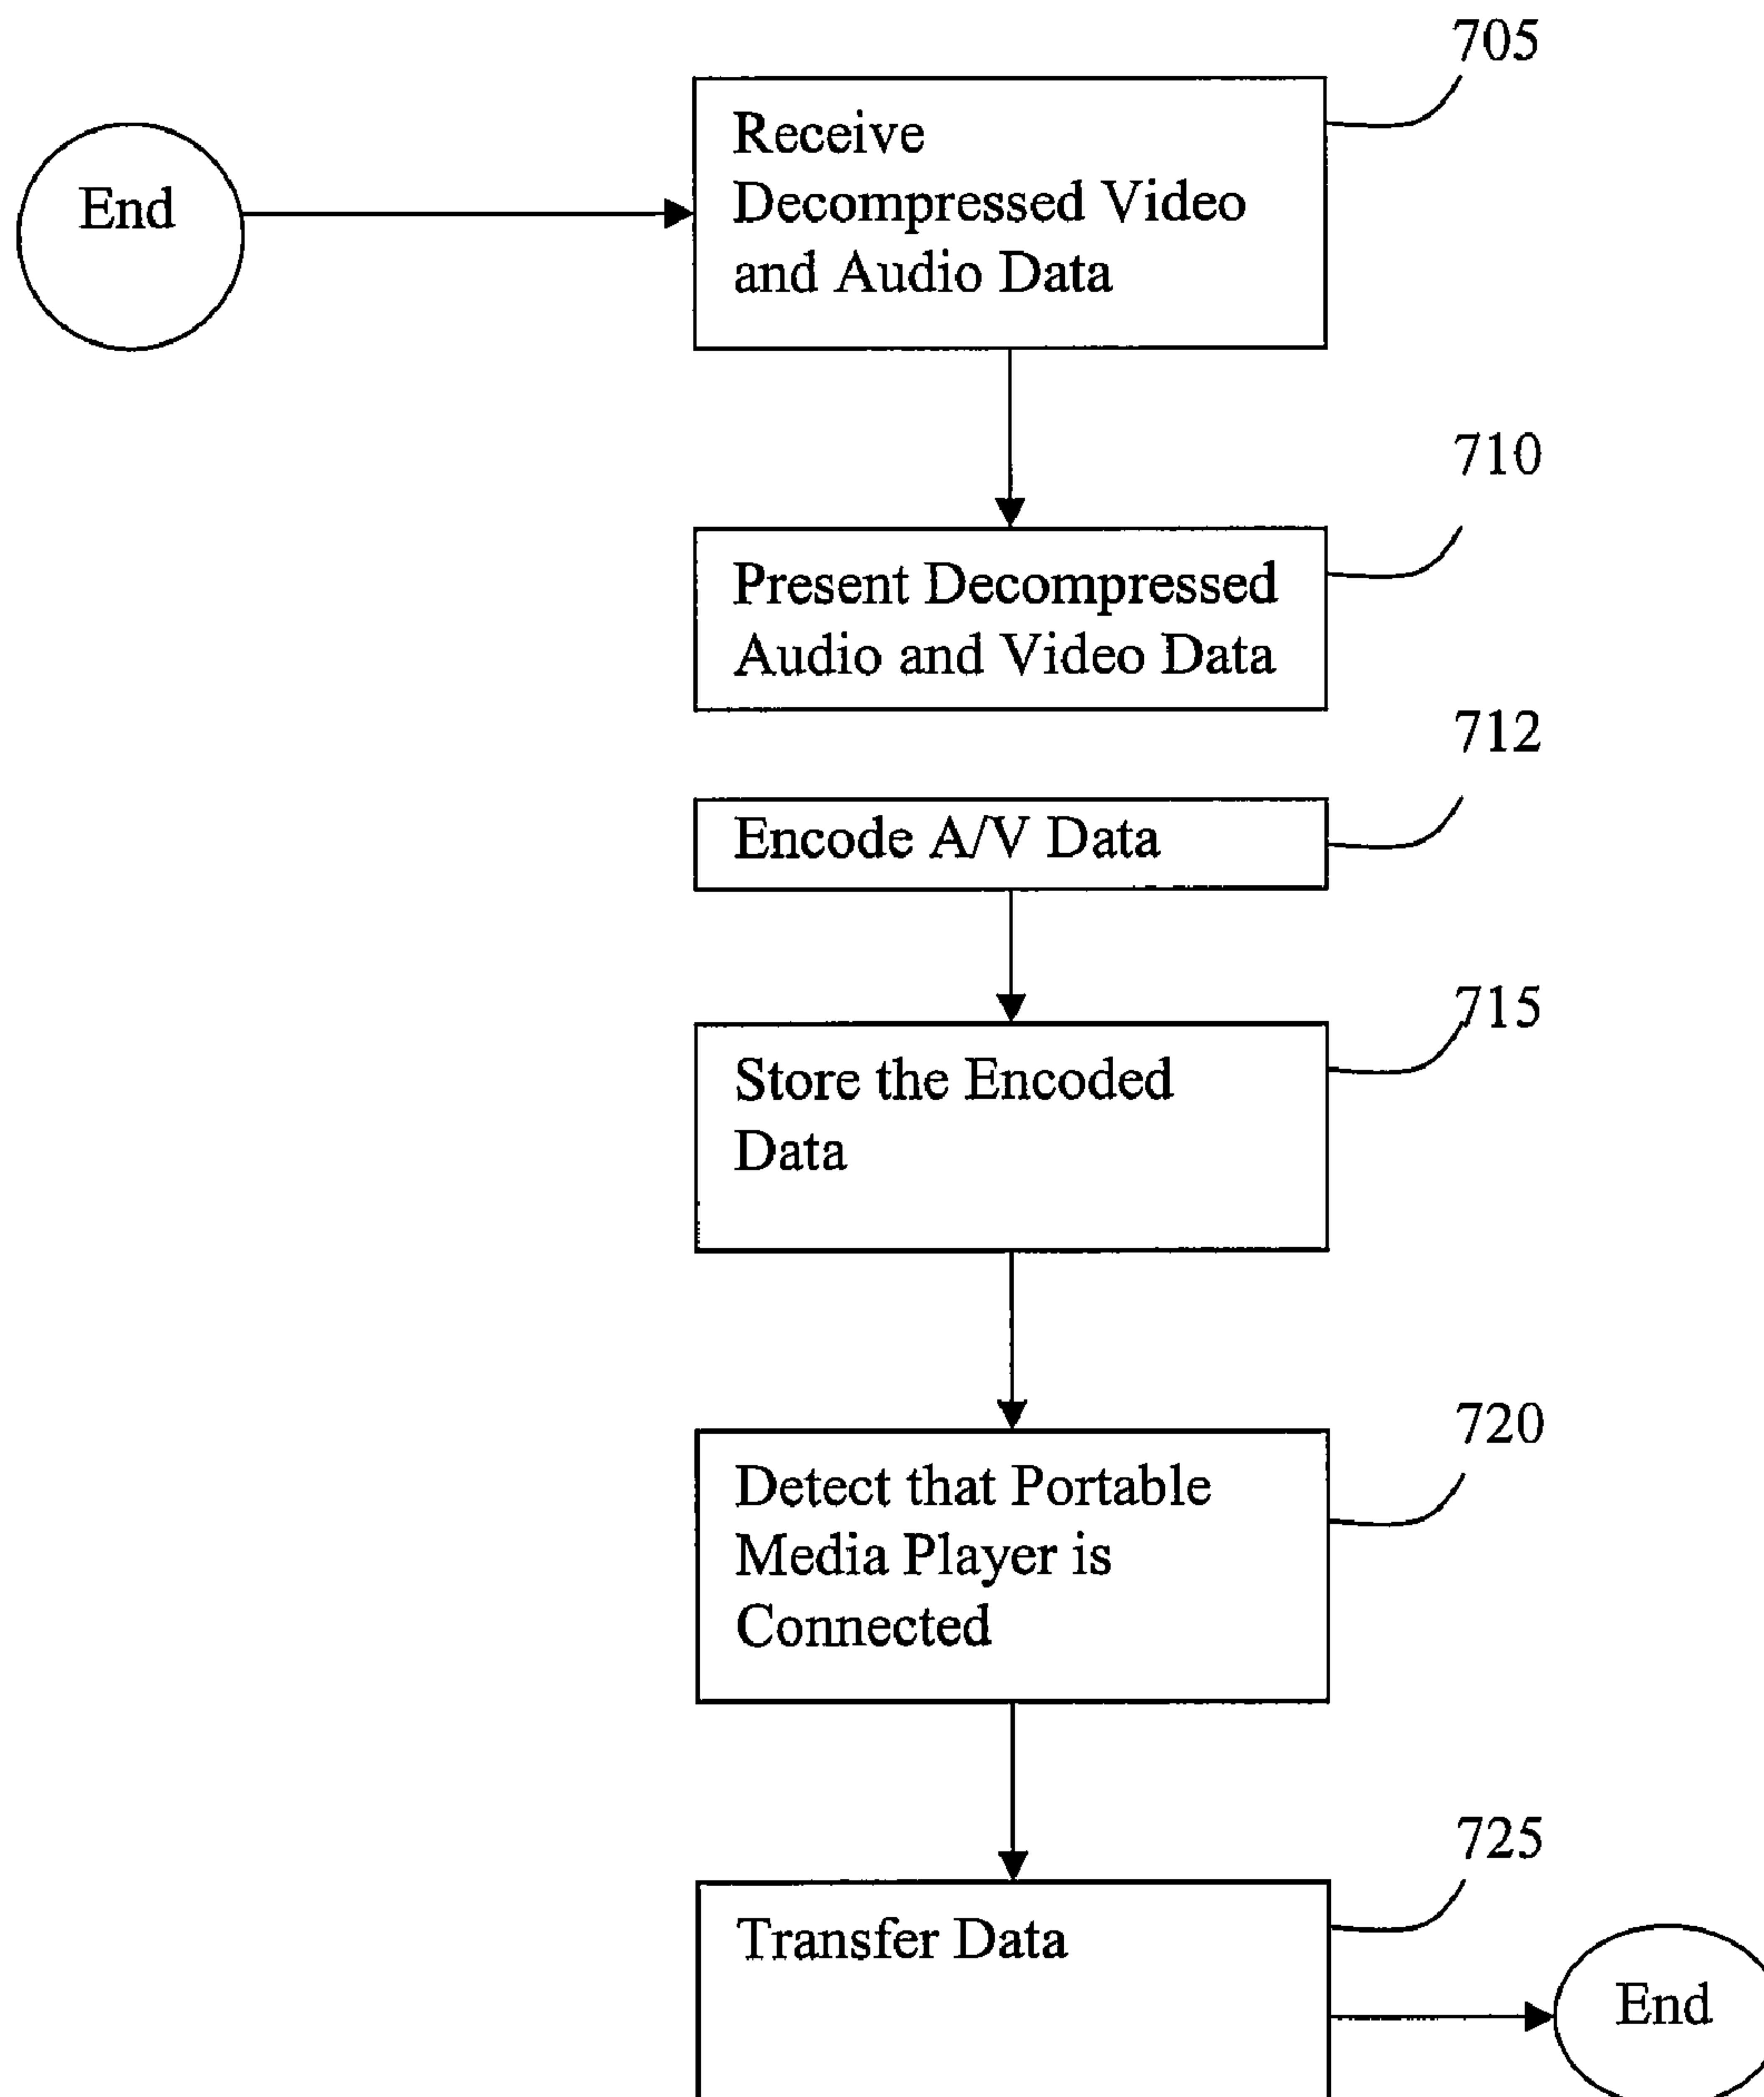 705
End
Receive
Decompressed Video
and Audio Data
710
Present Decompressed
Audio and Video Data
712
Encode A/V Data
715
Store the Encoded
Data
720
Detect that Portable
Media Player is
Connected
725
Transfer Data
End